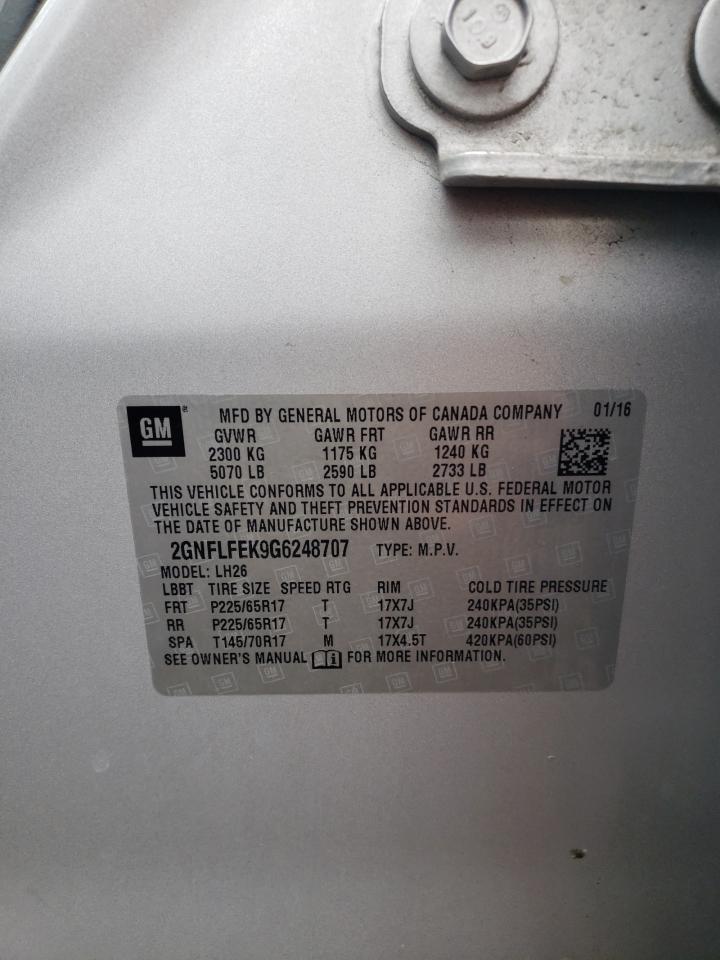 GM MFD BY GENERAL MOTORS OF CANADA COMPANY 01/16
GVWR GAWR FRT GAWR RR
2300 KG 1175 KG 1240 KG
5070 LB 2590 LB 2733 LB
THIS VEHICLE CONFORMS TO ALL APPLICABLE U.S. FEDERAL MOTOR
VEHICLE SAFETY AND THEFT PREVENTION STANDARDS IN EFFECT ON
THE DATE OF MANUFACTURE SHOWN ABOVE.
2GNFLFEK9G6248707 TYPE: M.P.V.
MODEL: LH26
LBBT TIRE SIZE SPEED RTG RIM COLD TIRE PRESSURE
FRT P225/65R17 T 17X7J 240KPA(35PSI)
RR P225/65R17 T 17X7J 240KPA(35PSI)
SPA T145/70R17 M 17X4.5T 420KPA(60PSI)
SEE OWNER'S MANUAL FOR MORE INFORMATION.